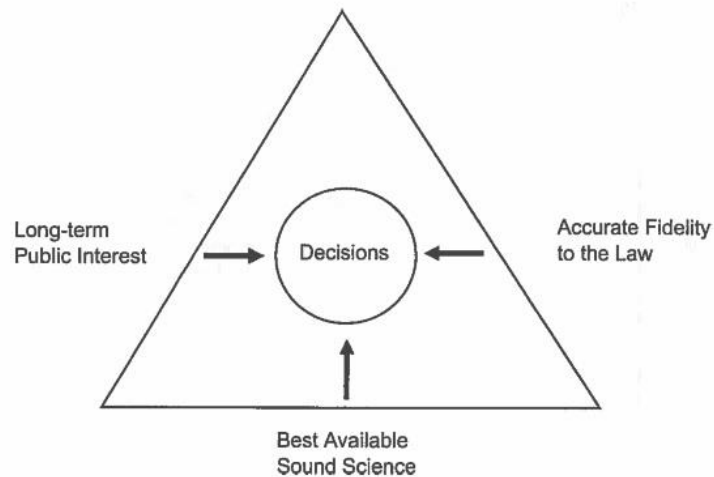 Long-term
Public Interest
Decisions
Accurate Fidelity
to the Law
Best Available
Sound Science